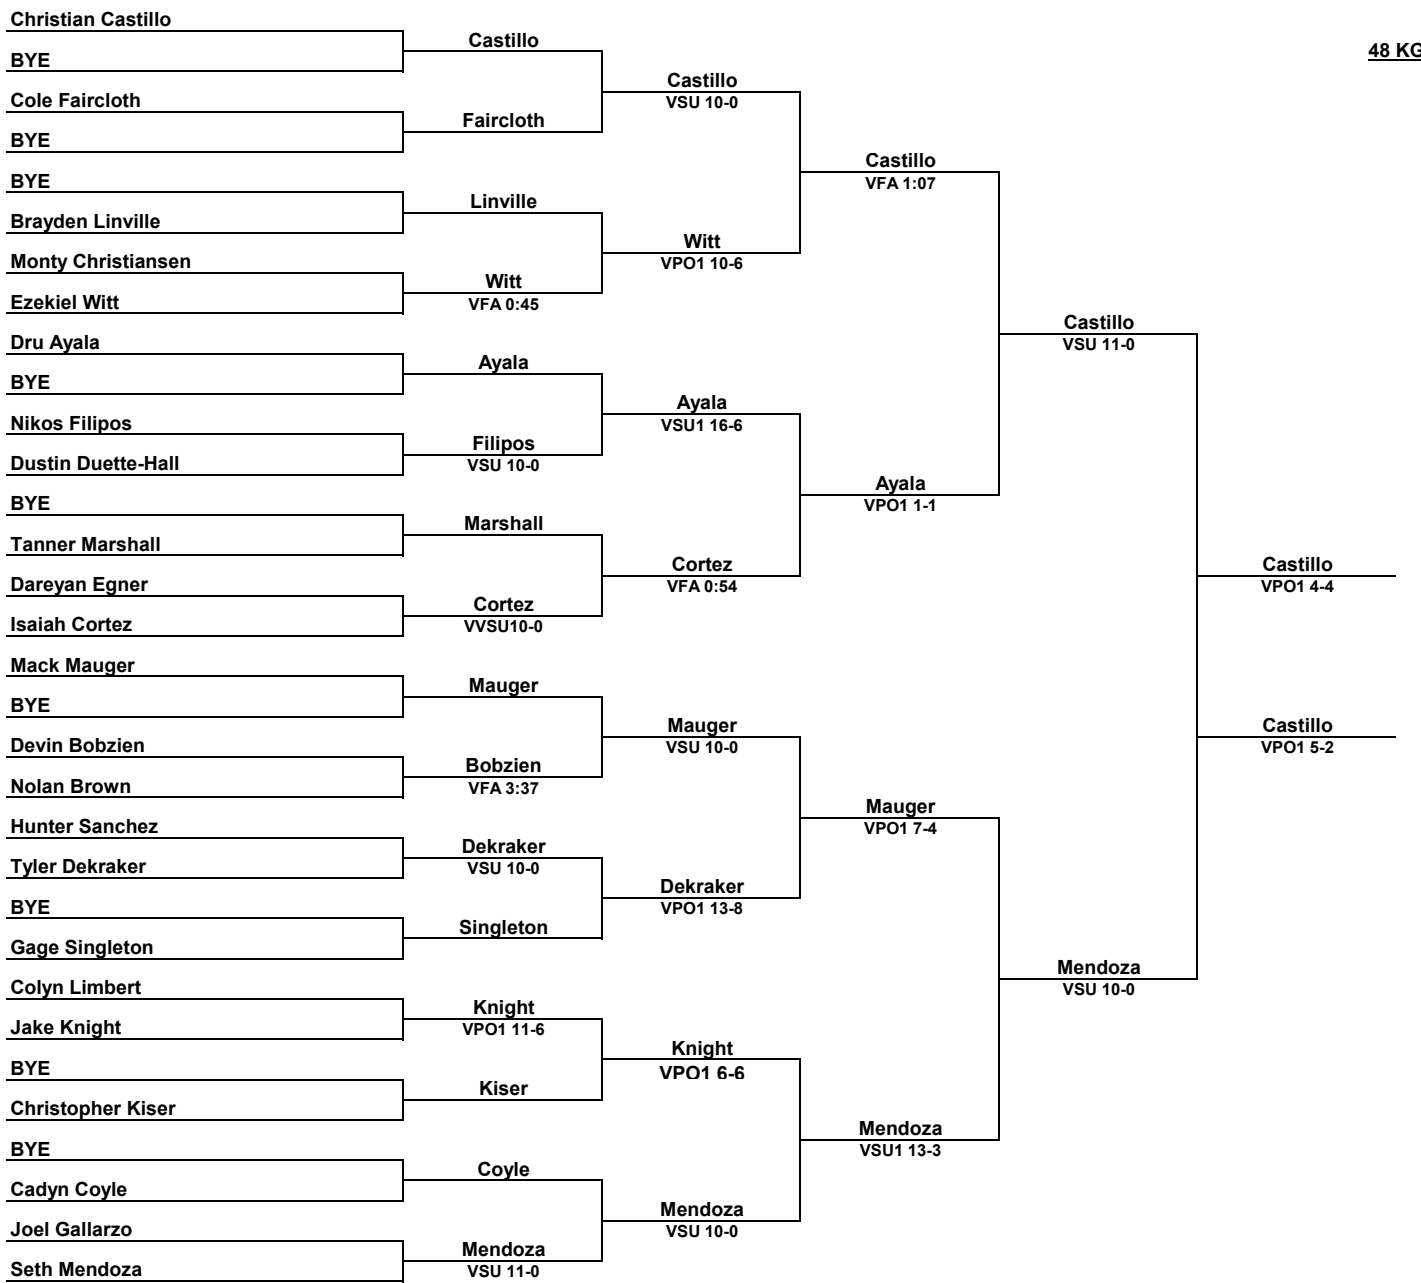 Christian Castillo
BYE
Cole Faircloth
BYE
BYE
Brayden Linville
Monty Christiansen
Ezekiel Witt
Dru Ayala
BYE
Nikos Filipos
Dustin Duette-Hall
BYE
Tanner Marshall
Dareyan Egner
Isaiah Cortez
Mack Mauger
BYE
Devin Bobzien
Nolan Brown
Hunter Sanchez
Tyler Dekraker
BYE
Gage Singleton
Colyn Limbert
Jake Knight
BYE
Christopher Kiser
BYE
Cadyn Coyle
Joel Gallarzo
Seth Mendoza
Castillo
Faircloth
Linville
Witt
VFA 0:45
Ayala
Filipos
VSU 10-0
Marshall
Cortez
VVSU10-0
Mauger
Bobzien
VFA 3:37
Dekraker
VSU 10-0
Singleton
Knight
VPO1 11-6
Kiser
Coyle
Mendoza
VSU 11-0
Castillo
VSU 10-0
Witt
VPO1 10-6
Ayala
VSU1 16-6
Cortez
VFA 0:54
Mauger
VSU 10-0
Dekraker
VPO1 13-8
Knight
VPO1 6-6
Mendoza
VSU 10-0
Castillo
VFA 1:07
Ayala
VPO1 1-1
Mauger
VPO1 7-4
Mendoza
VSU1 13-3
Castillo
VSU 11-0
Mendoza
VSU 10-0
Castillo
VPO1 4-4
Castillo
VPO1 5-2
48 KG